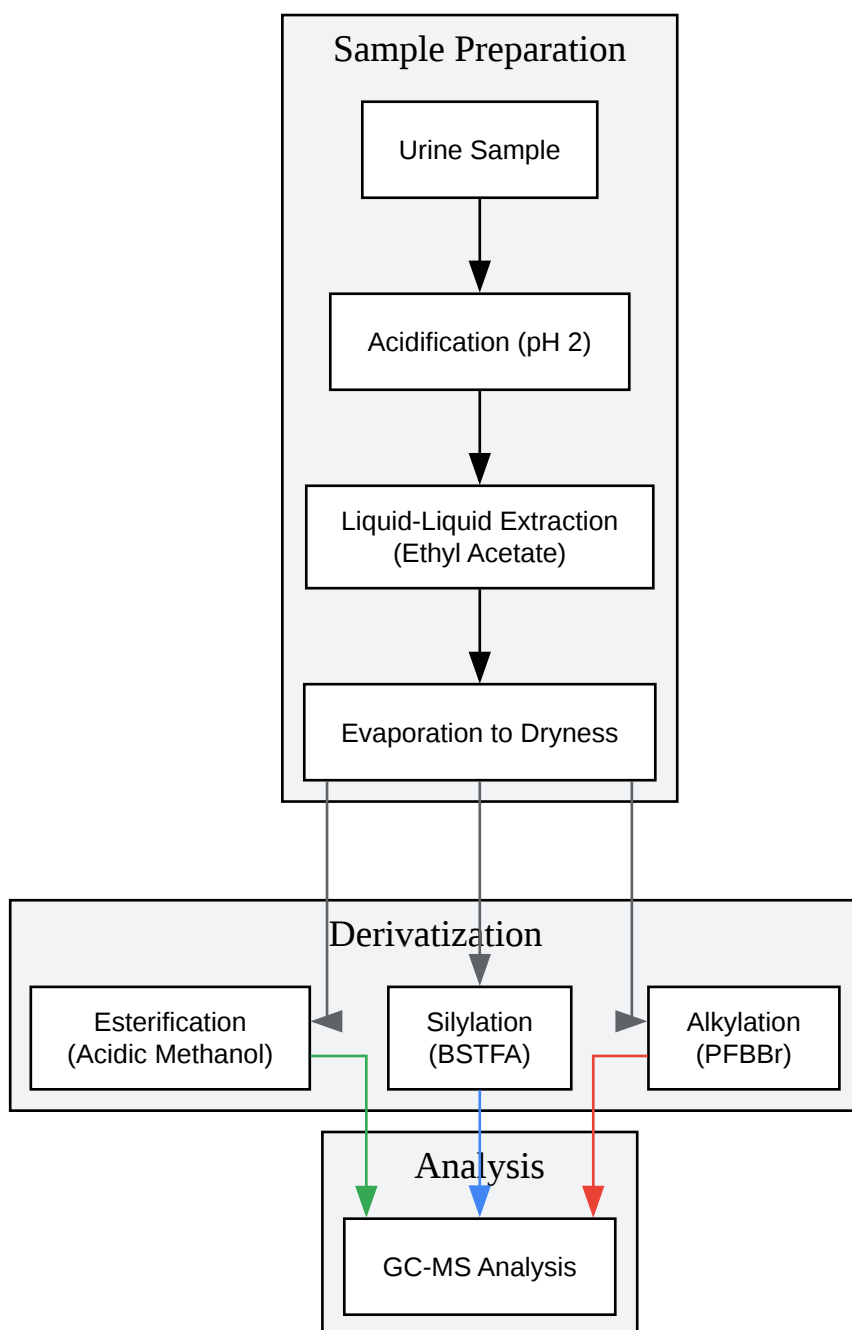 Sample Preparation
Urine Sample
Acidification (pH 2)
Liquid-Liquid Extraction
(Ethyl Acetate)
Evaporation to Dryness
Derivatization
Esterification
(Acidic Methanol)
Silylation
(BSTFA)
Alkylation
(PFBBr)
Analysis
GC-MS Analysis